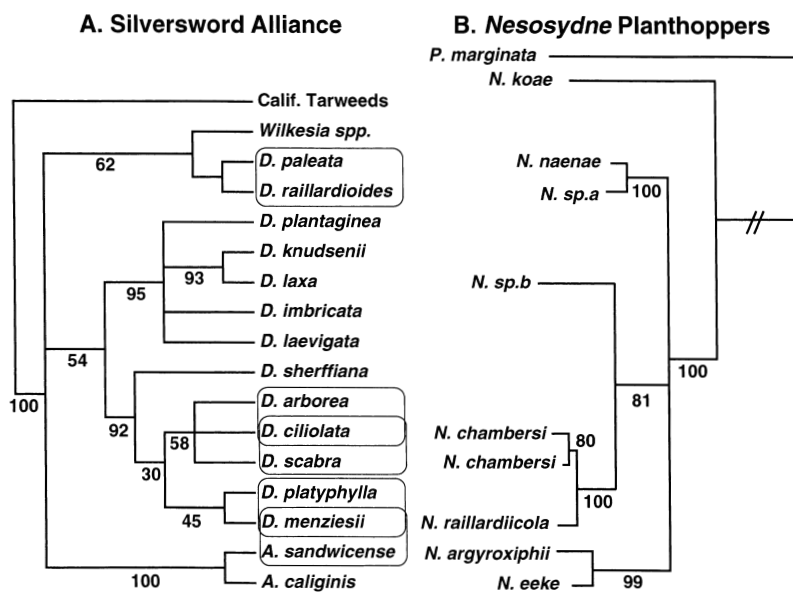 A. Silversword Alliance
Calif. Tarweeds
Wilkesia spp.
62
D. paleata
D. raillardioides
D. plantaginea
D. knudsenii
93
D. laxa
95
D. imbricata
D. laevigata
54
D. sherffiana
100
D. arborea
92
58
D. ciliolata
30
D. scabra
D. platyphylla
45
D. menziesii
A. sandwicense
100
A. caliginis
B. Nesosydne Planthoppers
P. marginata
N. koae
N. naenae
100
N. sp.a
N. sp.b
100
81
N. chambersi
80
N. chambersi
100
N. raillardiicola
N. argyroxiphii
99
N. eeke